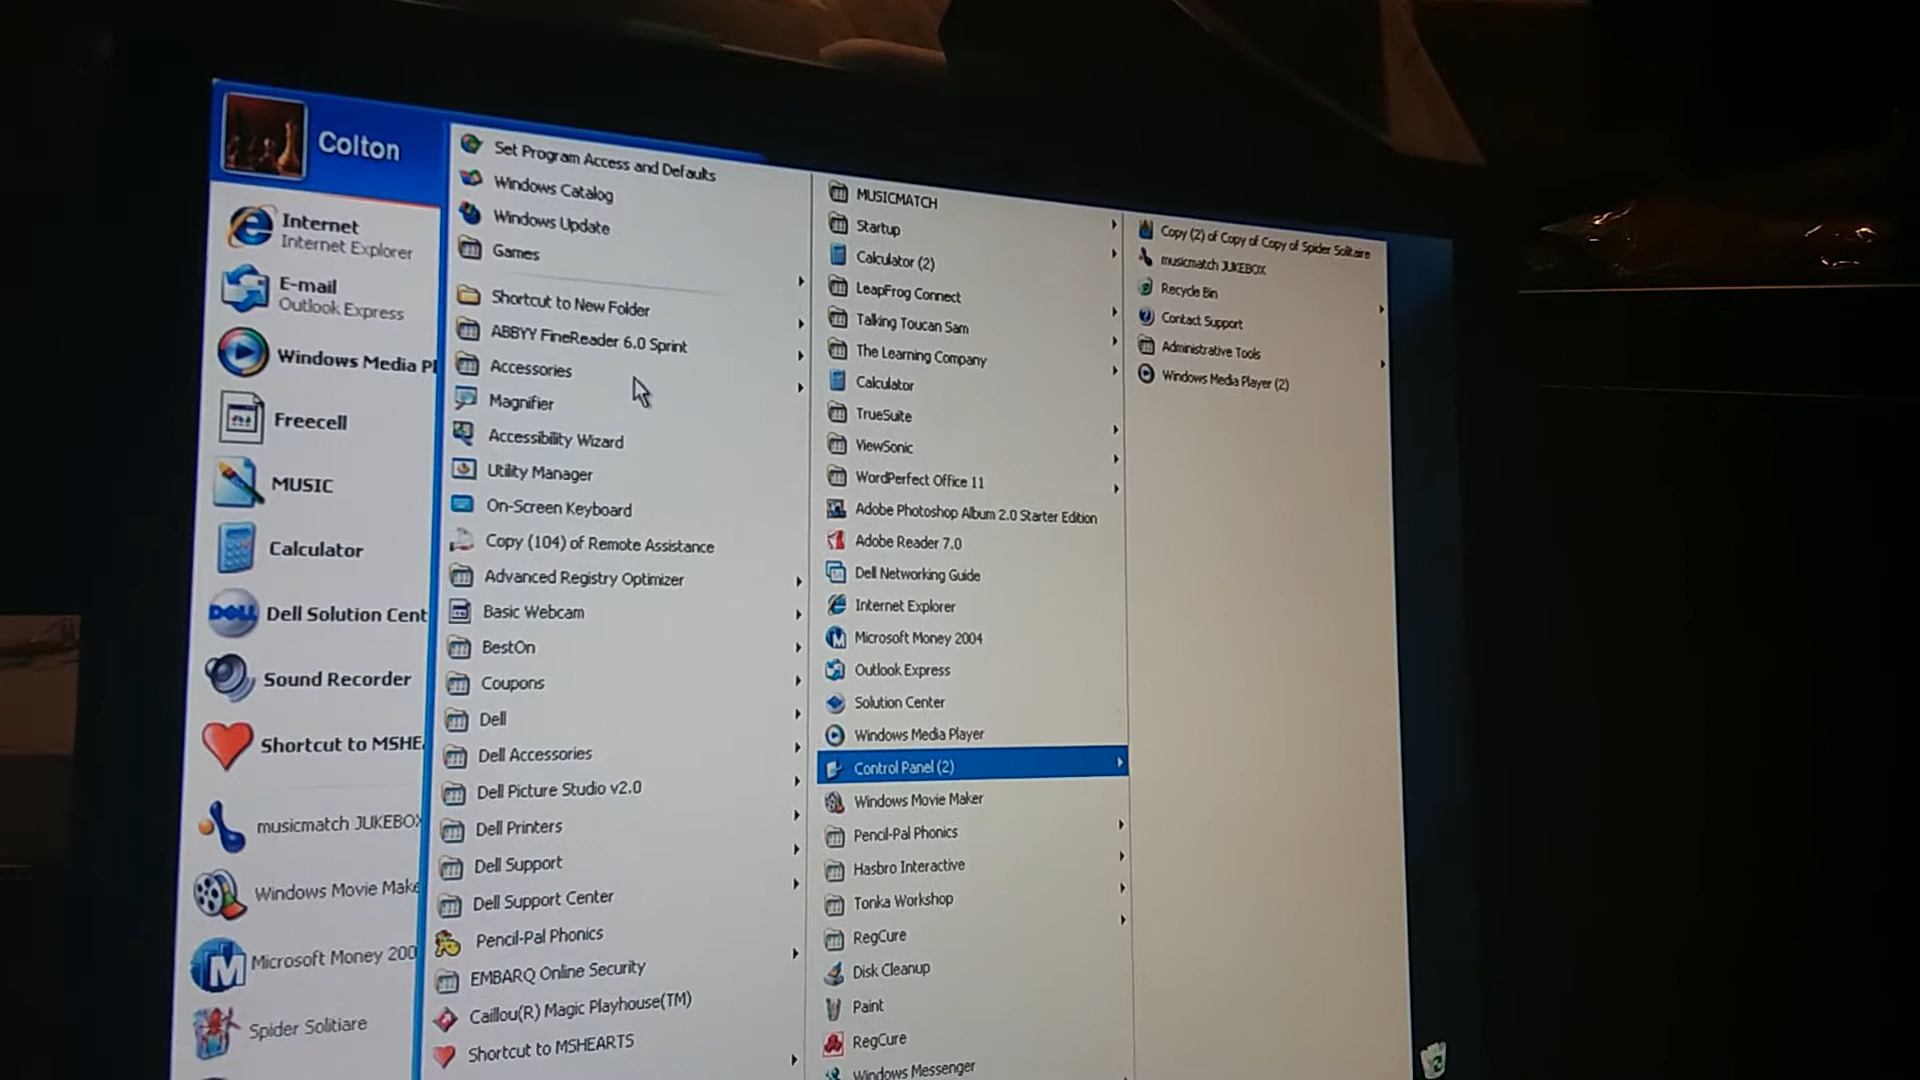 Colton
Internet
Internet Explorer
E-mail
Outlook Express
Windows Media Pl
Freecell
MUSIC
Calculator
DELL Dell Solution Cent
Sound Recorder
Shortcut to MSHE
musicmatch JUKEBOX
Windows Movie Make
Microsoft Money 200
Spider Solitiare
Set Program Access and Defaults
Windows Catalog
Windows Update
Games
Shortcut to New Folder
ABBYY FineReader 6.0 Sprint
Accessories
Magnifier
Accessibility Wizard
Utility Manager
On-Screen Keyboard
Copy (104) of Remote Assistance
Advanced Registry Optimizer
Basic Webcam
BestOn
Coupons
Dell
Dell Accessories
Dell Picture Studio v2.0
Dell Printers
Dell Support
Dell Support Center
Pencil-Pal Phonics
EMBARQ Online Security
Caillou(R) Magic Playhouse(TM)
Shortcut to MSHEARTS
MUSICMATCH
Startup
Calculator (2)
LeapFrog Connect
Talking Toucan Sam
The Learning Company
Calculator
TrueSuite
ViewSonic
WordPerfect Office 11
Adobe Photoshop Album 2.0 Starter Edition
Adobe Reader 7.0
Dell Networking Guide
Internet Explorer
Microsoft Money 2004
Outlook Express
Solution Center
Windows Media Player
Control Panel (2)
Windows Movie Maker
Pencil-Pal Phonics
Hasbro Interactive
Tonka Workshop
RegCure
Disk Cleanup
Paint
RegCure
Windows Messenger
Copy (2) of Copy of Copy of Spider Solitaire
musicmatch JUKEBOX
Recycle Bin
Contact Support
Administrative Tools
Windows Media Player (2)